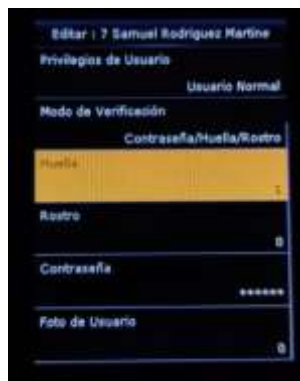 Editar : 7 Samuel Rodriguez Martine
Privilegios de Usuario
Usuario Normal
Modo de Verificación
Contraseña/Huella/Rostro
Huella
1
Rostro
0
Contraseña
******
Foto de Usuario
0